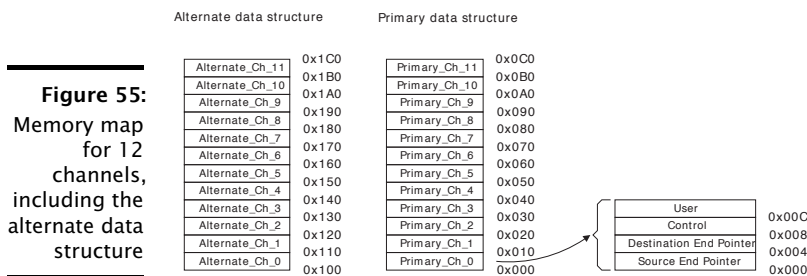 Alternate data structure
Primary data structure
Figure 55:
Memory map
for 12
channels,
including the
alternate data
structure
0x1C0
Alternate_Ch_11
0x1B0
Alternate_Ch_10
0x1A0
Alternate_Ch_9
0x190
Alternate_Ch_8
0x180
Alternate_Ch_7
0x170
Alternate_Ch_6
0x160
Alternate_Ch_5
0x150
Alternate_Ch_4
0x140
Alternate_Ch_3
0x130
Alternate_Ch_2
0x120
Alternate_Ch_1
0x110
Alternate_Ch_0
0x100
0x0C0
Primary_Ch_11
0x0B0
Primary_Ch_10
0x0A0
Primary_Ch_9
0x090
Primary_Ch_8
0x080
Primary_Ch_7
0x070
Primary_Ch_6
0x060
Primary_Ch_5
0x050
Primary_Ch_4
0x040
Primary_Ch_3
0x030
Primary_Ch_2
0x020
Primary_Ch_1
0x010
Primary_Ch_0
0x000
User
0x00C
Control
0x008
Destination End Pointer
0x004
Source End Pointer
0x000